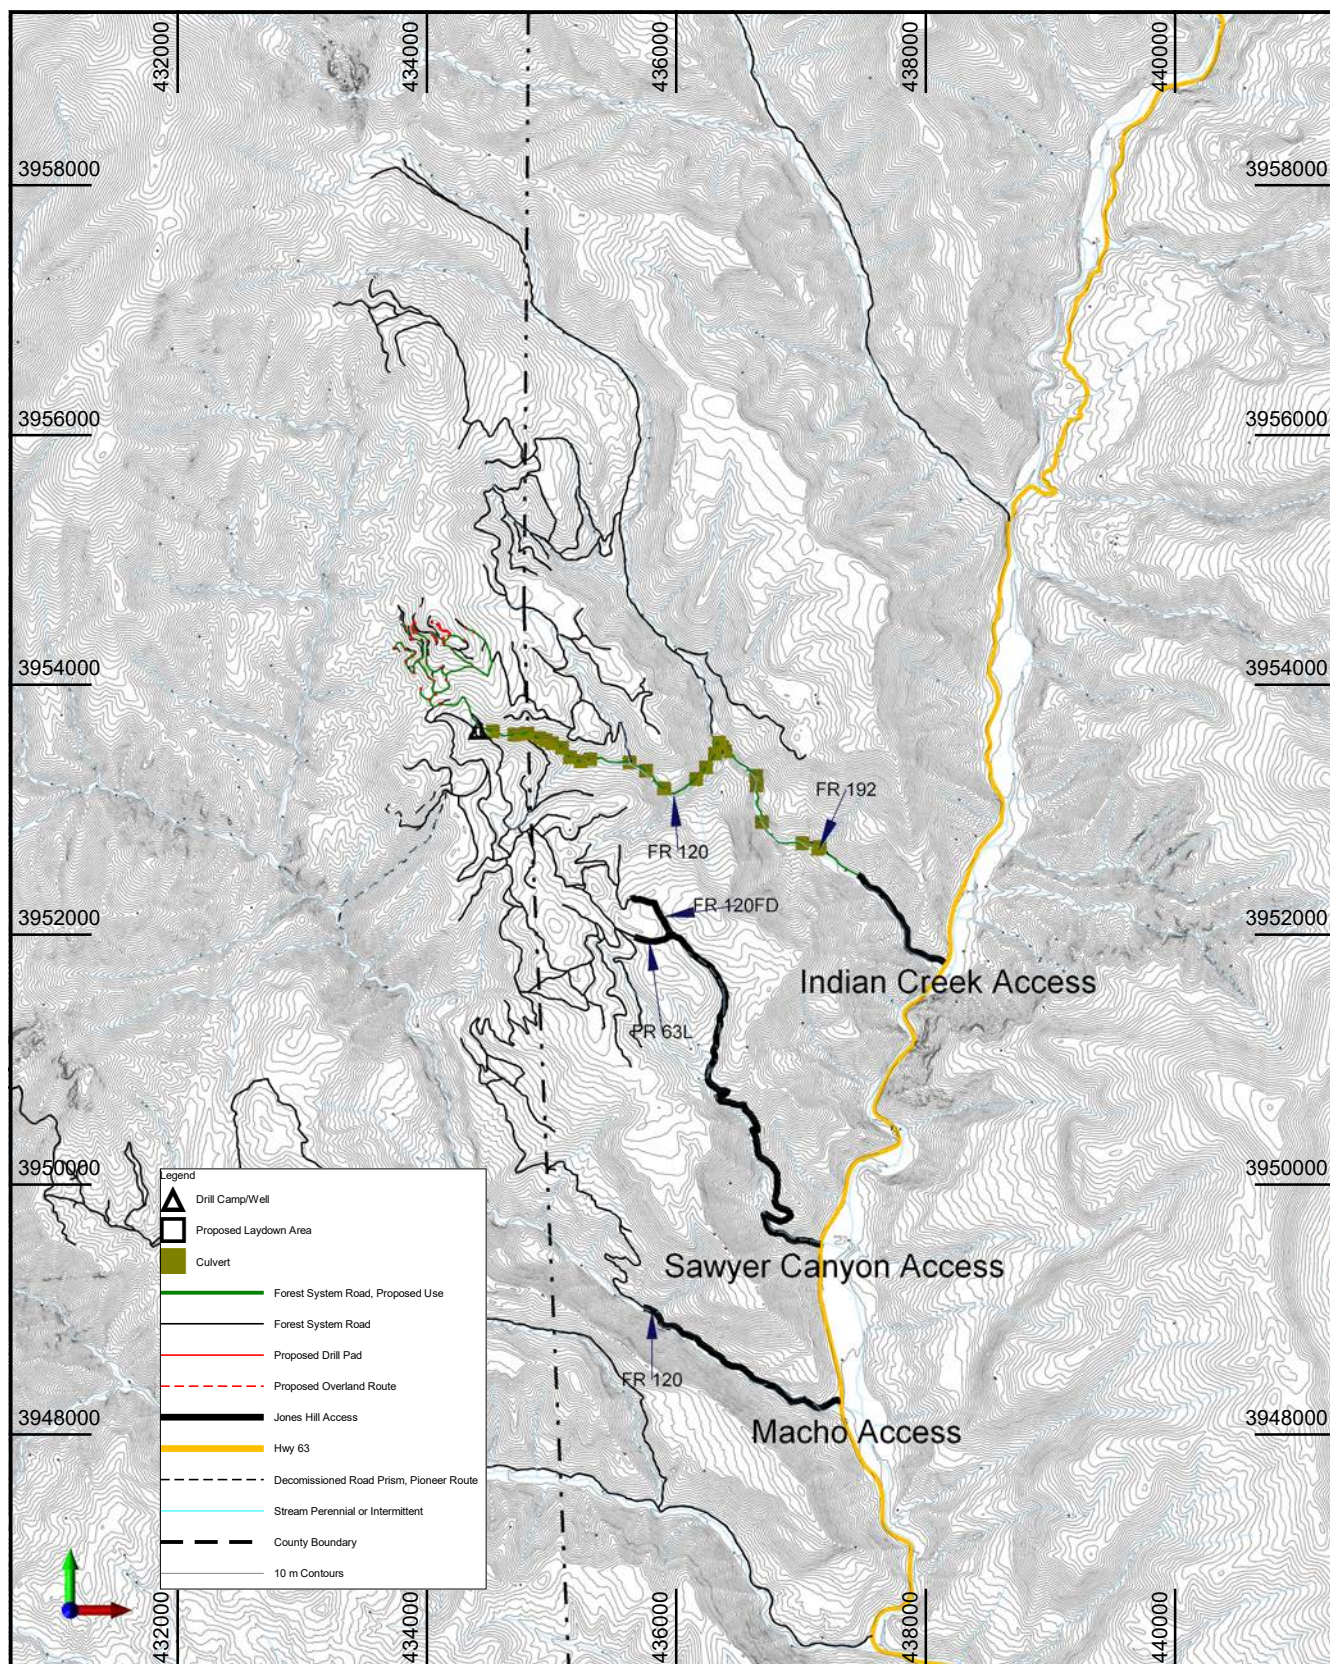 432000
434000
436000
438000
440000
3958000
3958000
3956000
3956000
3954000
3954000
FR 192
FR 120
FR 120FD
3952000
3952000
Indian Creek Access
FR 63L
3950000
3950000
Legend
Drill Camp/Well
Proposed Laydown Area
Culvert
Sawyer Canyon Access
Forest System Road, Proposed Use
Forest System Road
Proposed Drill Pad
FR 120
Proposed Overland Route
Jones Hill Access
Macho Access
3948000
3948000
Hwy 63
Decomissioned Road Prism, Pioneer Route
Stream Perennial or Intermittent
County Boundary
10 m Contours
432000
434000
436000
438000
440000